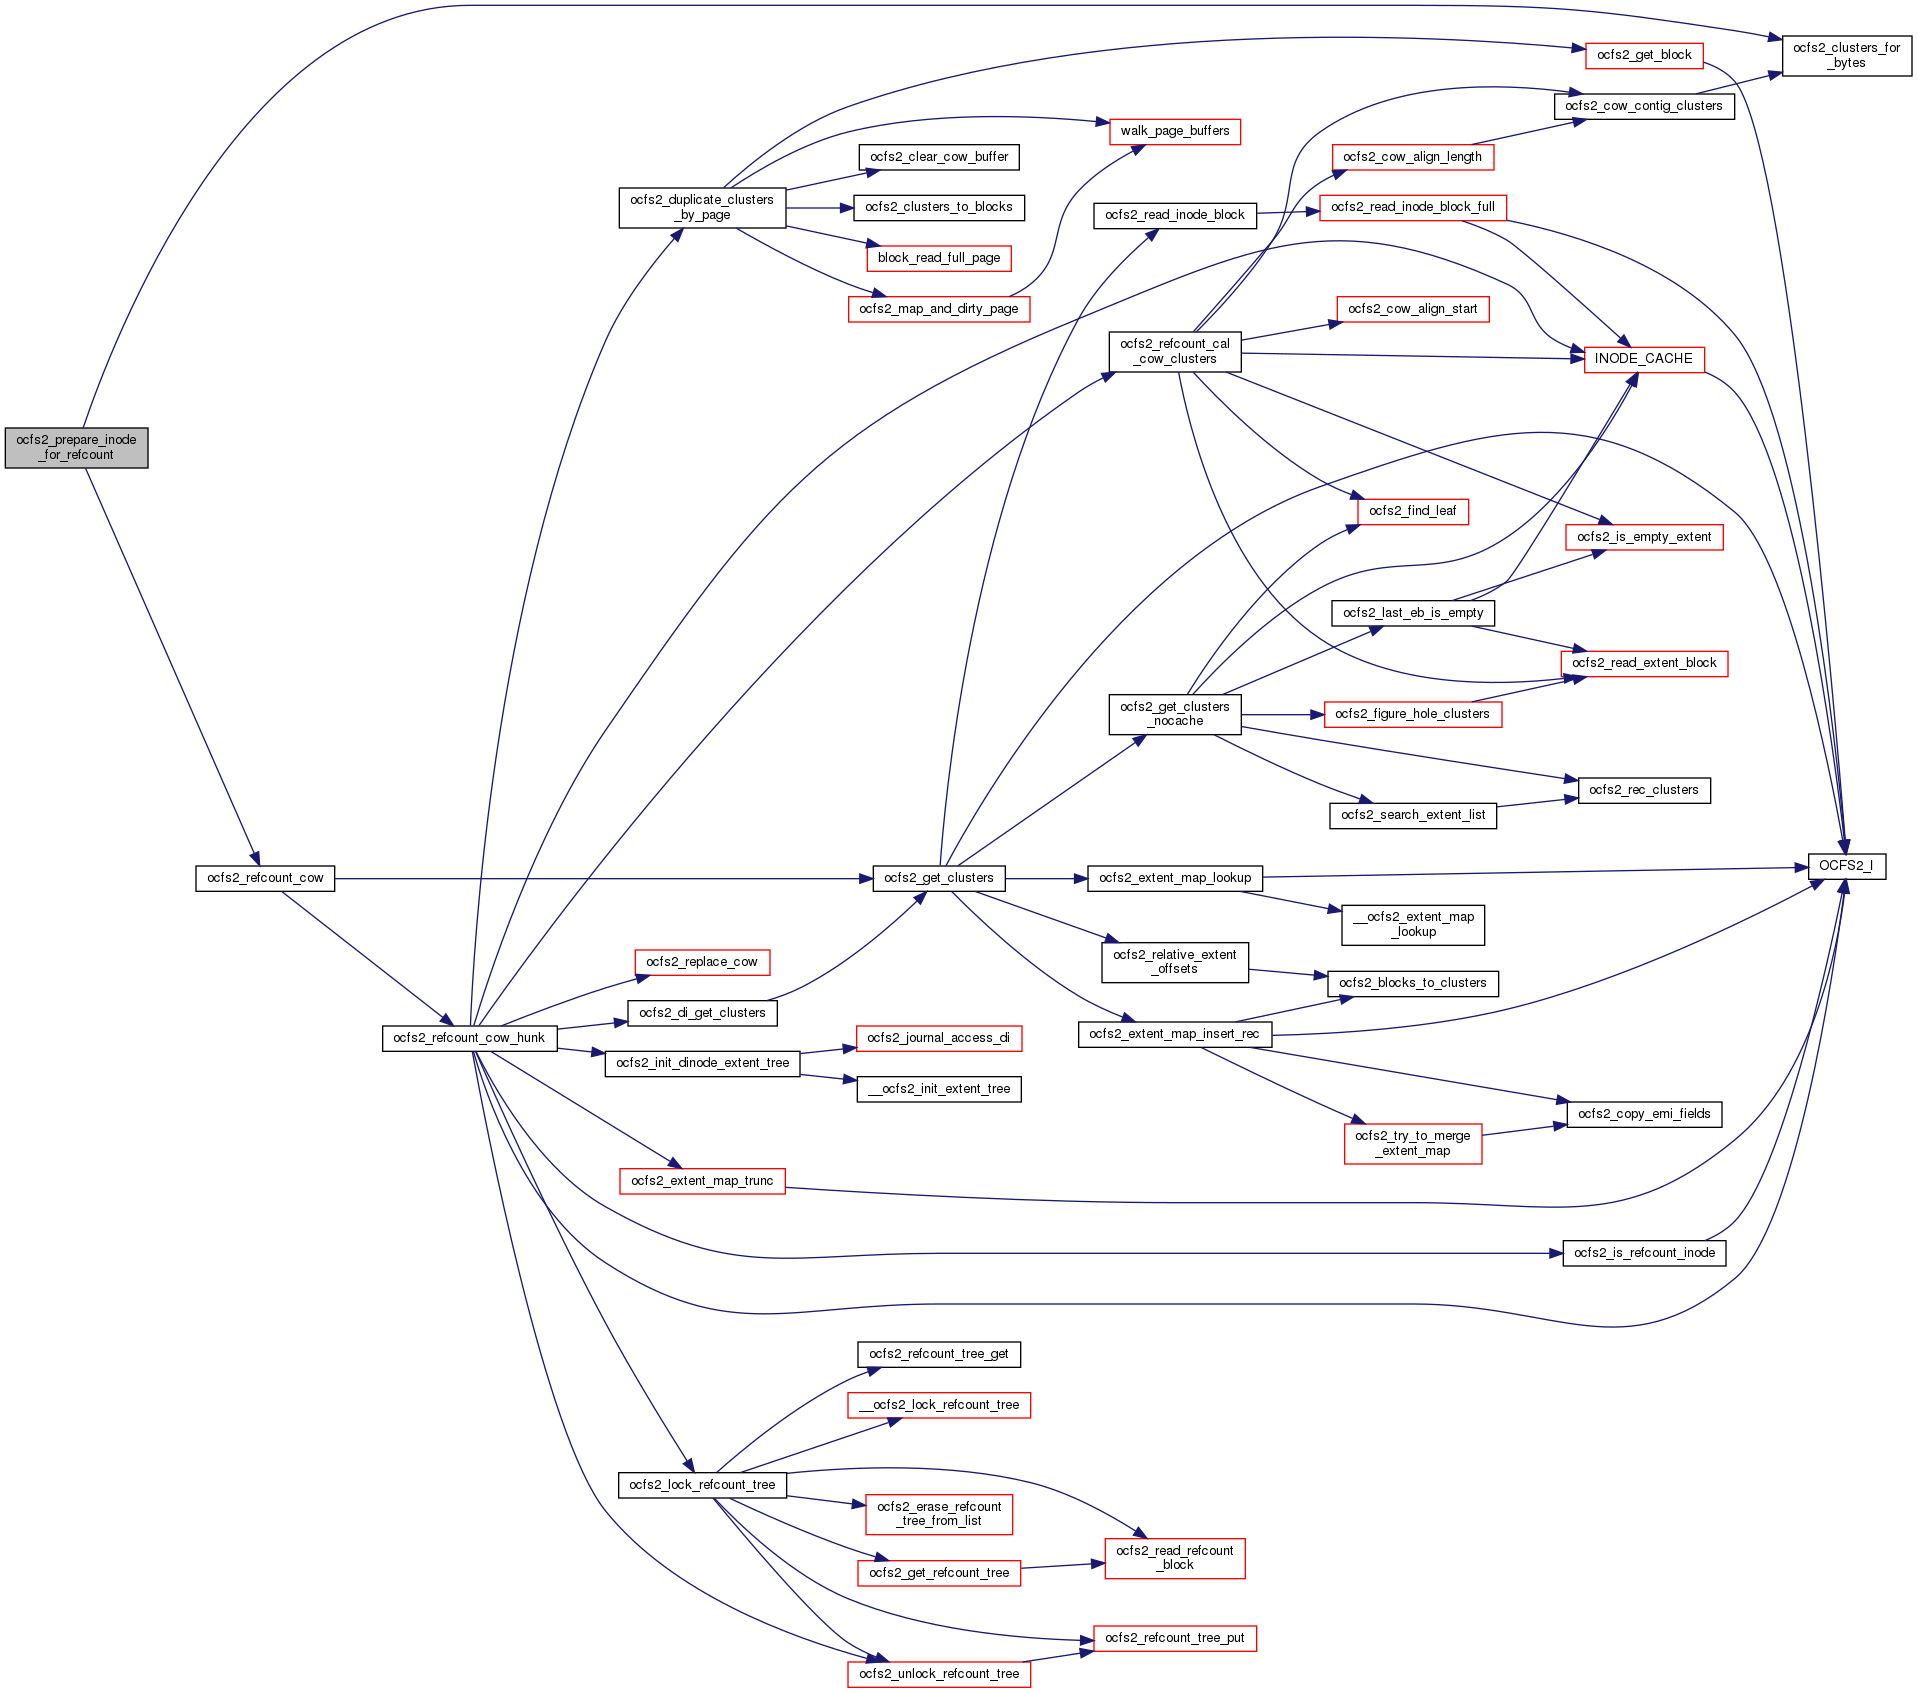 ocfs2_prepare_inode
_for_refcount
ocfs2_refcount_cow
ocfs2_refcount_cow_hunk
ocfs2_duplicate_clusters
_by_page
ocfs2_replace_cow
ocfs2_di_get_clusters
ocfs2_init_dinode_extent_tree
ocfs2_extent_map_trunc
ocfs2_lock_refcount_tree
ocfs2_clear_cow_buffer
ocfs2_clusters_to_blocks
block_read_full_page
ocfs2_map_and_dirty_page
ocfs2_get_clusters
ocfs2_journal_access_di
__ocfs2_init_extent_tree
ocfs2_refcount_tree_get
__ocfs2_lock_refcount_tree
ocfs2_erase_refcount
_tree_from_list
ocfs2_get_refcount_tree
ocfs2_unlock_refcount_tree
walk_page_buffers
ocfs2_read_inode_block
ocfs2_refcount_cal
_cow_clusters
ocfs2_get_clusters
_nocache
ocfs2_extent_map_lookup
ocfs2_relative_extent
_offsets
ocfs2_extent_map_insert_rec
ocfs2_read_refcount
_block
ocfs2_refcount_tree_put
ocfs2_cow_align_length
ocfs2_read_inode_block_full
ocfs2_cow_align_start
ocfs2_find_leaf
ocfs2_last_eb_is_empty
ocfs2_figure_hole_clusters
ocfs2_search_extent_list
__ocfs2_extent_map
_lookup
ocfs2_blocks_to_clusters
ocfs2_try_to_merge
_extent_map
ocfs2_get_block
ocfs2_cow_contig_clusters
INODE_CACHE
ocfs2_is_empty_extent
ocfs2_read_extent_block
ocfs2_rec_clusters
ocfs2_copy_emi_fields
ocfs2_is_refcount_inode
ocfs2_clusters_for
_bytes
OCFS2_I